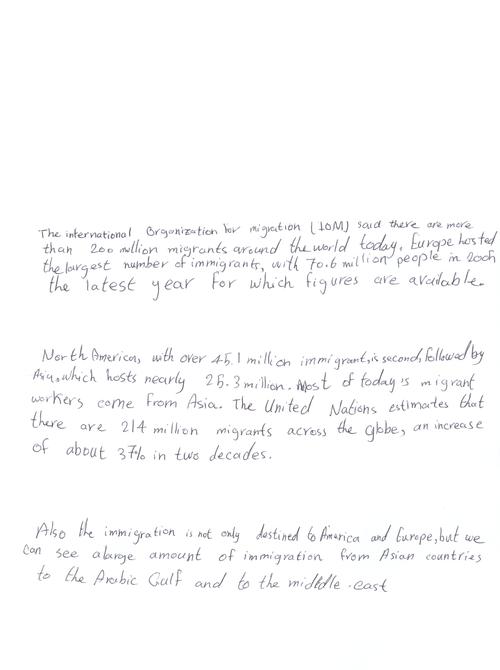 The international Organization for migration (IOM) said there are more
than 200 million migrants around the world today. Europe hosted
the largest number of immigrants, with 70.6 million people in
the latest year for which figures are available.
North America, with over 45.1 million immigrant, is second, followed by
Asia, which hosts nearly 25.3 million. Most of today's migrant
workers come from Asia. The United Nations estimates that
there are 214 million migrants across the globe, an increase
of about 37% in two decades.
Also the immigration is not only destined to America and Europe, but we
can see a large amount of immigration from Asian countries
to the Arabic Gulf and to the middle east